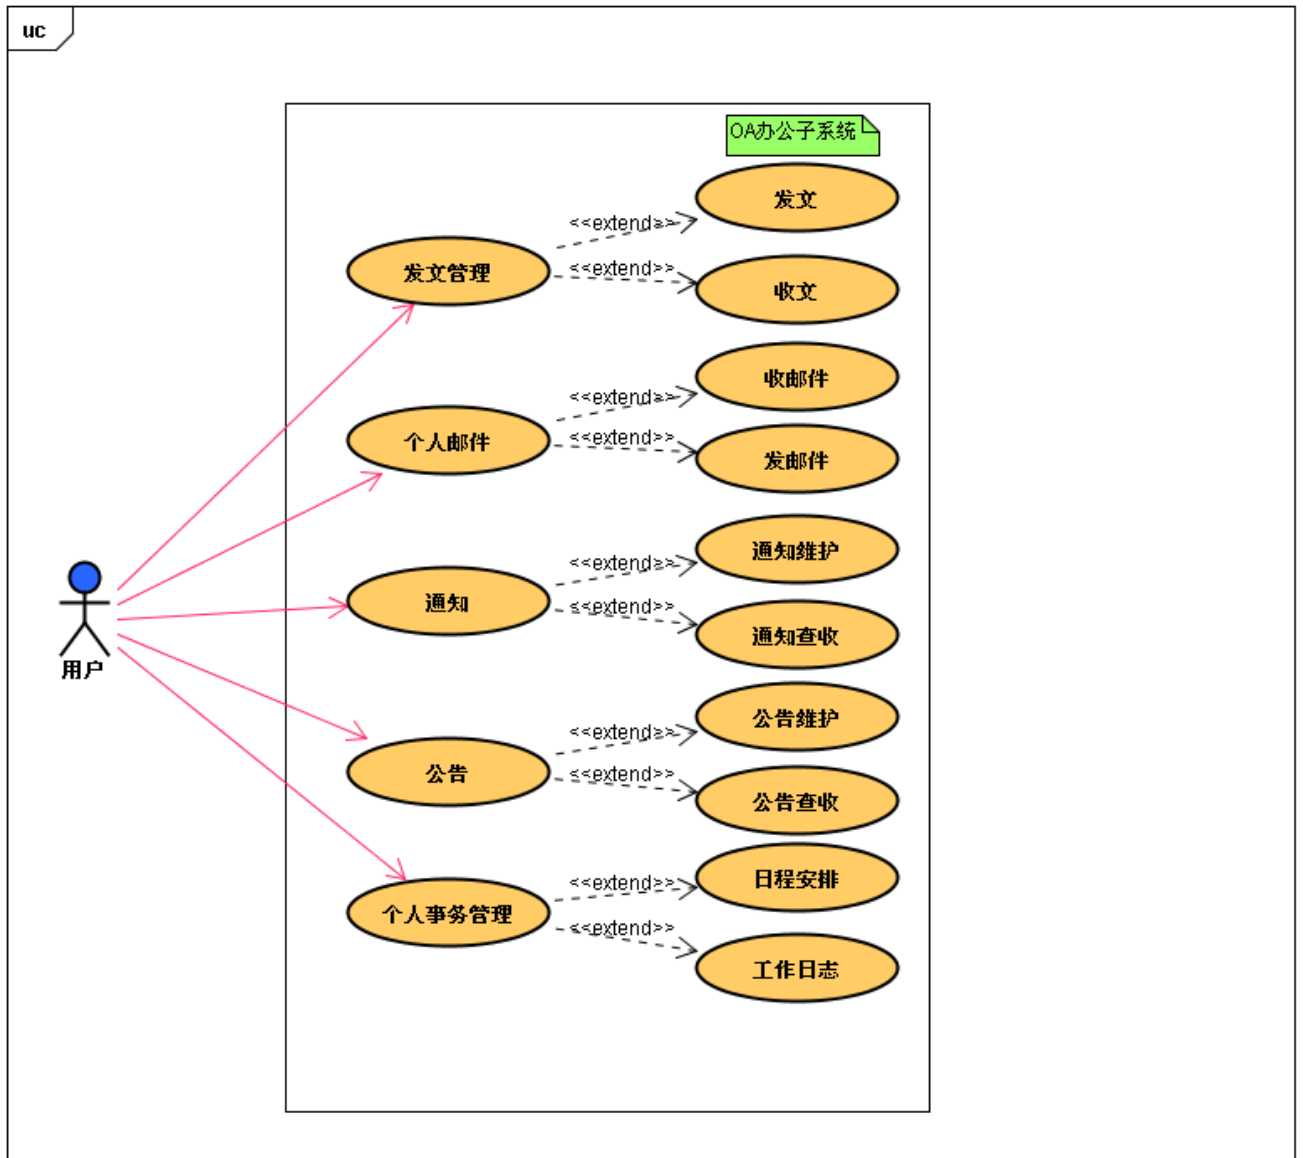 uc
OA办公子系统
发文
<<extend>>
发文管理
<<extend>>
收文
收邮件
<<extend>>
个人邮件
<<extend>>
发邮件
通知维护
<<extend>>
通知
<<extend>>
通知查收
用户
公告维护
<<extend>>
公告
<<extend>>
公告查收
日程安排
<<extend>>
个人事务管理
<<extend>>
工作日志